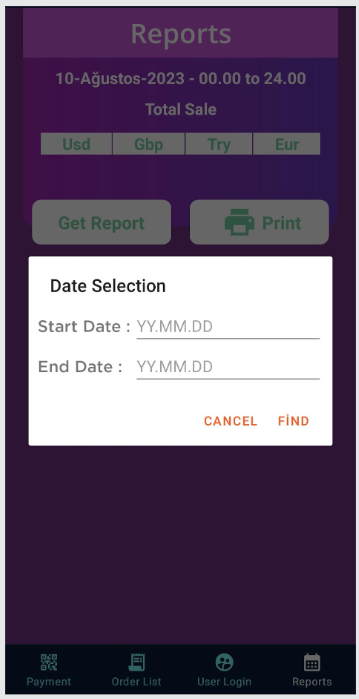 Reports
10-Ağustos-2023 - 00.00 to 24.00
Total Sale
Usd Gbp Try Eur
Get Report Print
Date Selection
Start Date : YY.MM.DD
End Date : YY.MM.DD
CANCEL FİND
Payment Order List User Login Reports